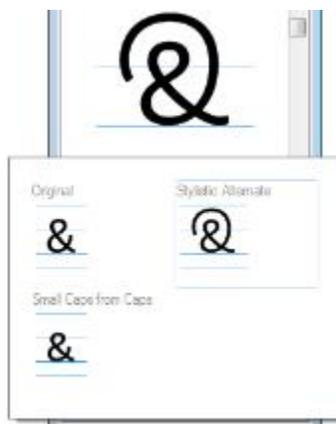 &
Original
Stylistic Alternate
& &
Small Caps from Caps
&